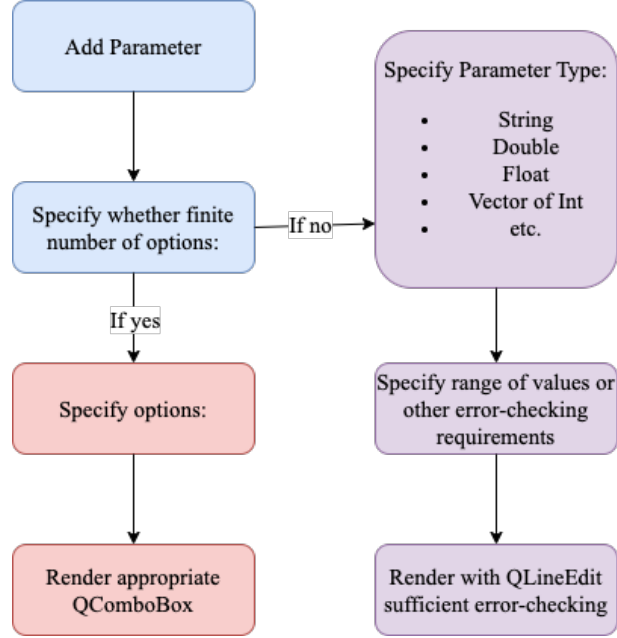 Add Parameter
Specify whether finite
number of options:
If no
If yes
Specify options:
Render appropriate
QComboBox
Specify Parameter Type:
• String
• Double
• Float
• Vector of Int
• etc.
Specify range of values or
other error-checking
requirements
Render with QLineEdit
sufficient error-checking